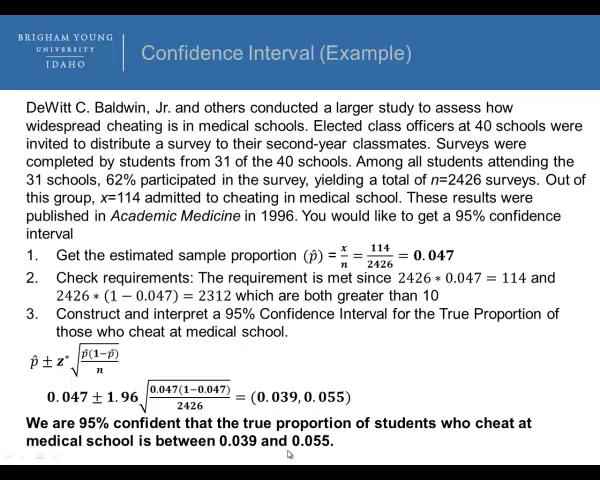 BRIGHAM YOUNG
UNIVERSITY
IDAHO
Confidence Interval (Example)
DeWitt C. Baldwin, Jr. and others conducted a larger study to assess how
widespread cheating is in medical schools. Elected class officers at 40 schools were
invited to distribute a survey to their second-year classmates. Surveys were
completed by students from 31 of the 40 schools. Among all students attending the
31 schools, 62% participated in the survey, yielding a total of n=2426 surveys. Out of
this group, x=114 admitted to cheating in medical school. These results were
published in Academic Medicine in 1996. You would like to get a 95% confidence
interval
1. Get the estimated sample proportion (p̂) = x/n = 114/2426 = 0.047
2. Check requirements: The requirement is met since 2426 ∗ 0.047 = 114 and
2426 ∗ (1 − 0.047) = 2312 which are both greater than 10
3. Construct and interpret a 95% Confidence Interval for the True Proportion of
those who cheat at medical school.
p̂ ± z* √(p̂(1−p̂)/n)
0.047 ± 1.96 √(0.047(1−0.047)/2426) = (0.039, 0.055)
We are 95% confident that the true proportion of students who cheat at
medical school is between 0.039 and 0.055.